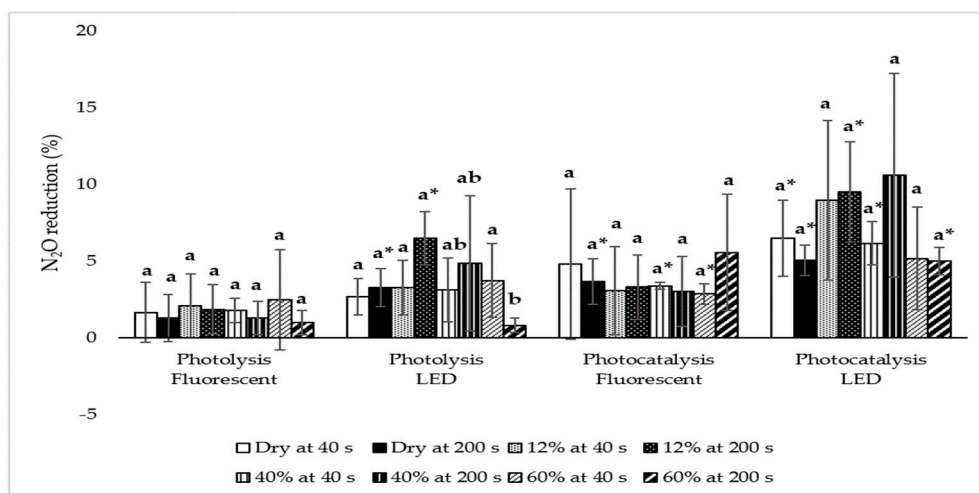 20
15
10
5
0
-5
N₂O reduction (%)
a a a a a a a a
a a* a a* ab ab a b
a a* a a a* a a* a
a* a* a a* a* a a a*
Photolysis Fluorescent
Photolysis LED
Photocatalysis Fluorescent
Photocatalysis LED
Dry at 40 s Dry at 200 s 12% at 40 s 12% at 200 s
40% at 40 s 40% at 200 s 60% at 40 s 60% at 200 s